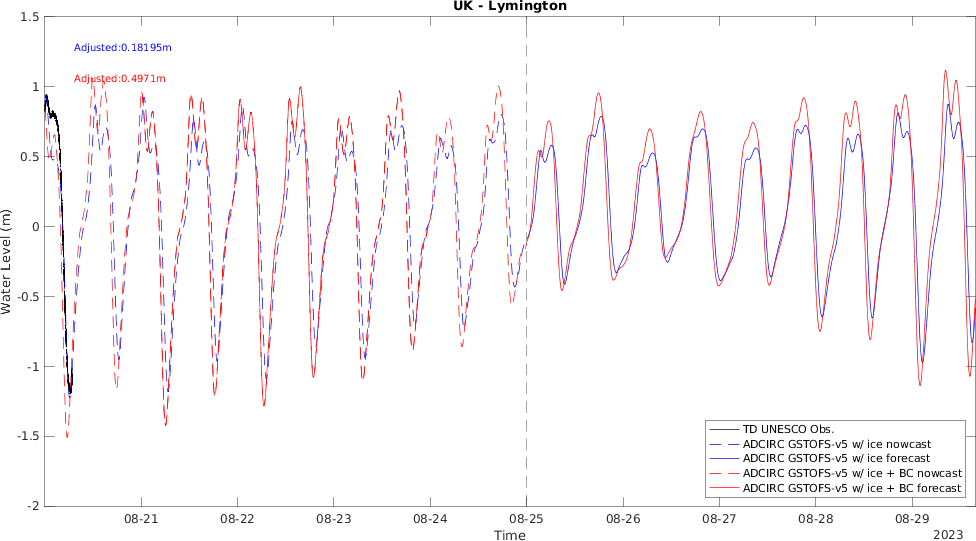 UK - Lymington
Adjusted:0.18195m
Adjusted:0.4971m
Water Level (m)
1.5
1
0.5
0
-0.5
-1
-1.5
-2
TD UNESCO Obs.
ADCIRC GSTOFS-v5 w/ ice nowcast
ADCIRC GSTOFS-v5 w/ ice forecast
ADCIRC GSTOFS-v5 w/ ice + BC nowcast
ADCIRC GSTOFS-v5 w/ ice + BC forecast
08-21 08-22 08-23 08-24 08-25 08-26 08-27 08-28 08-29
Time
2023